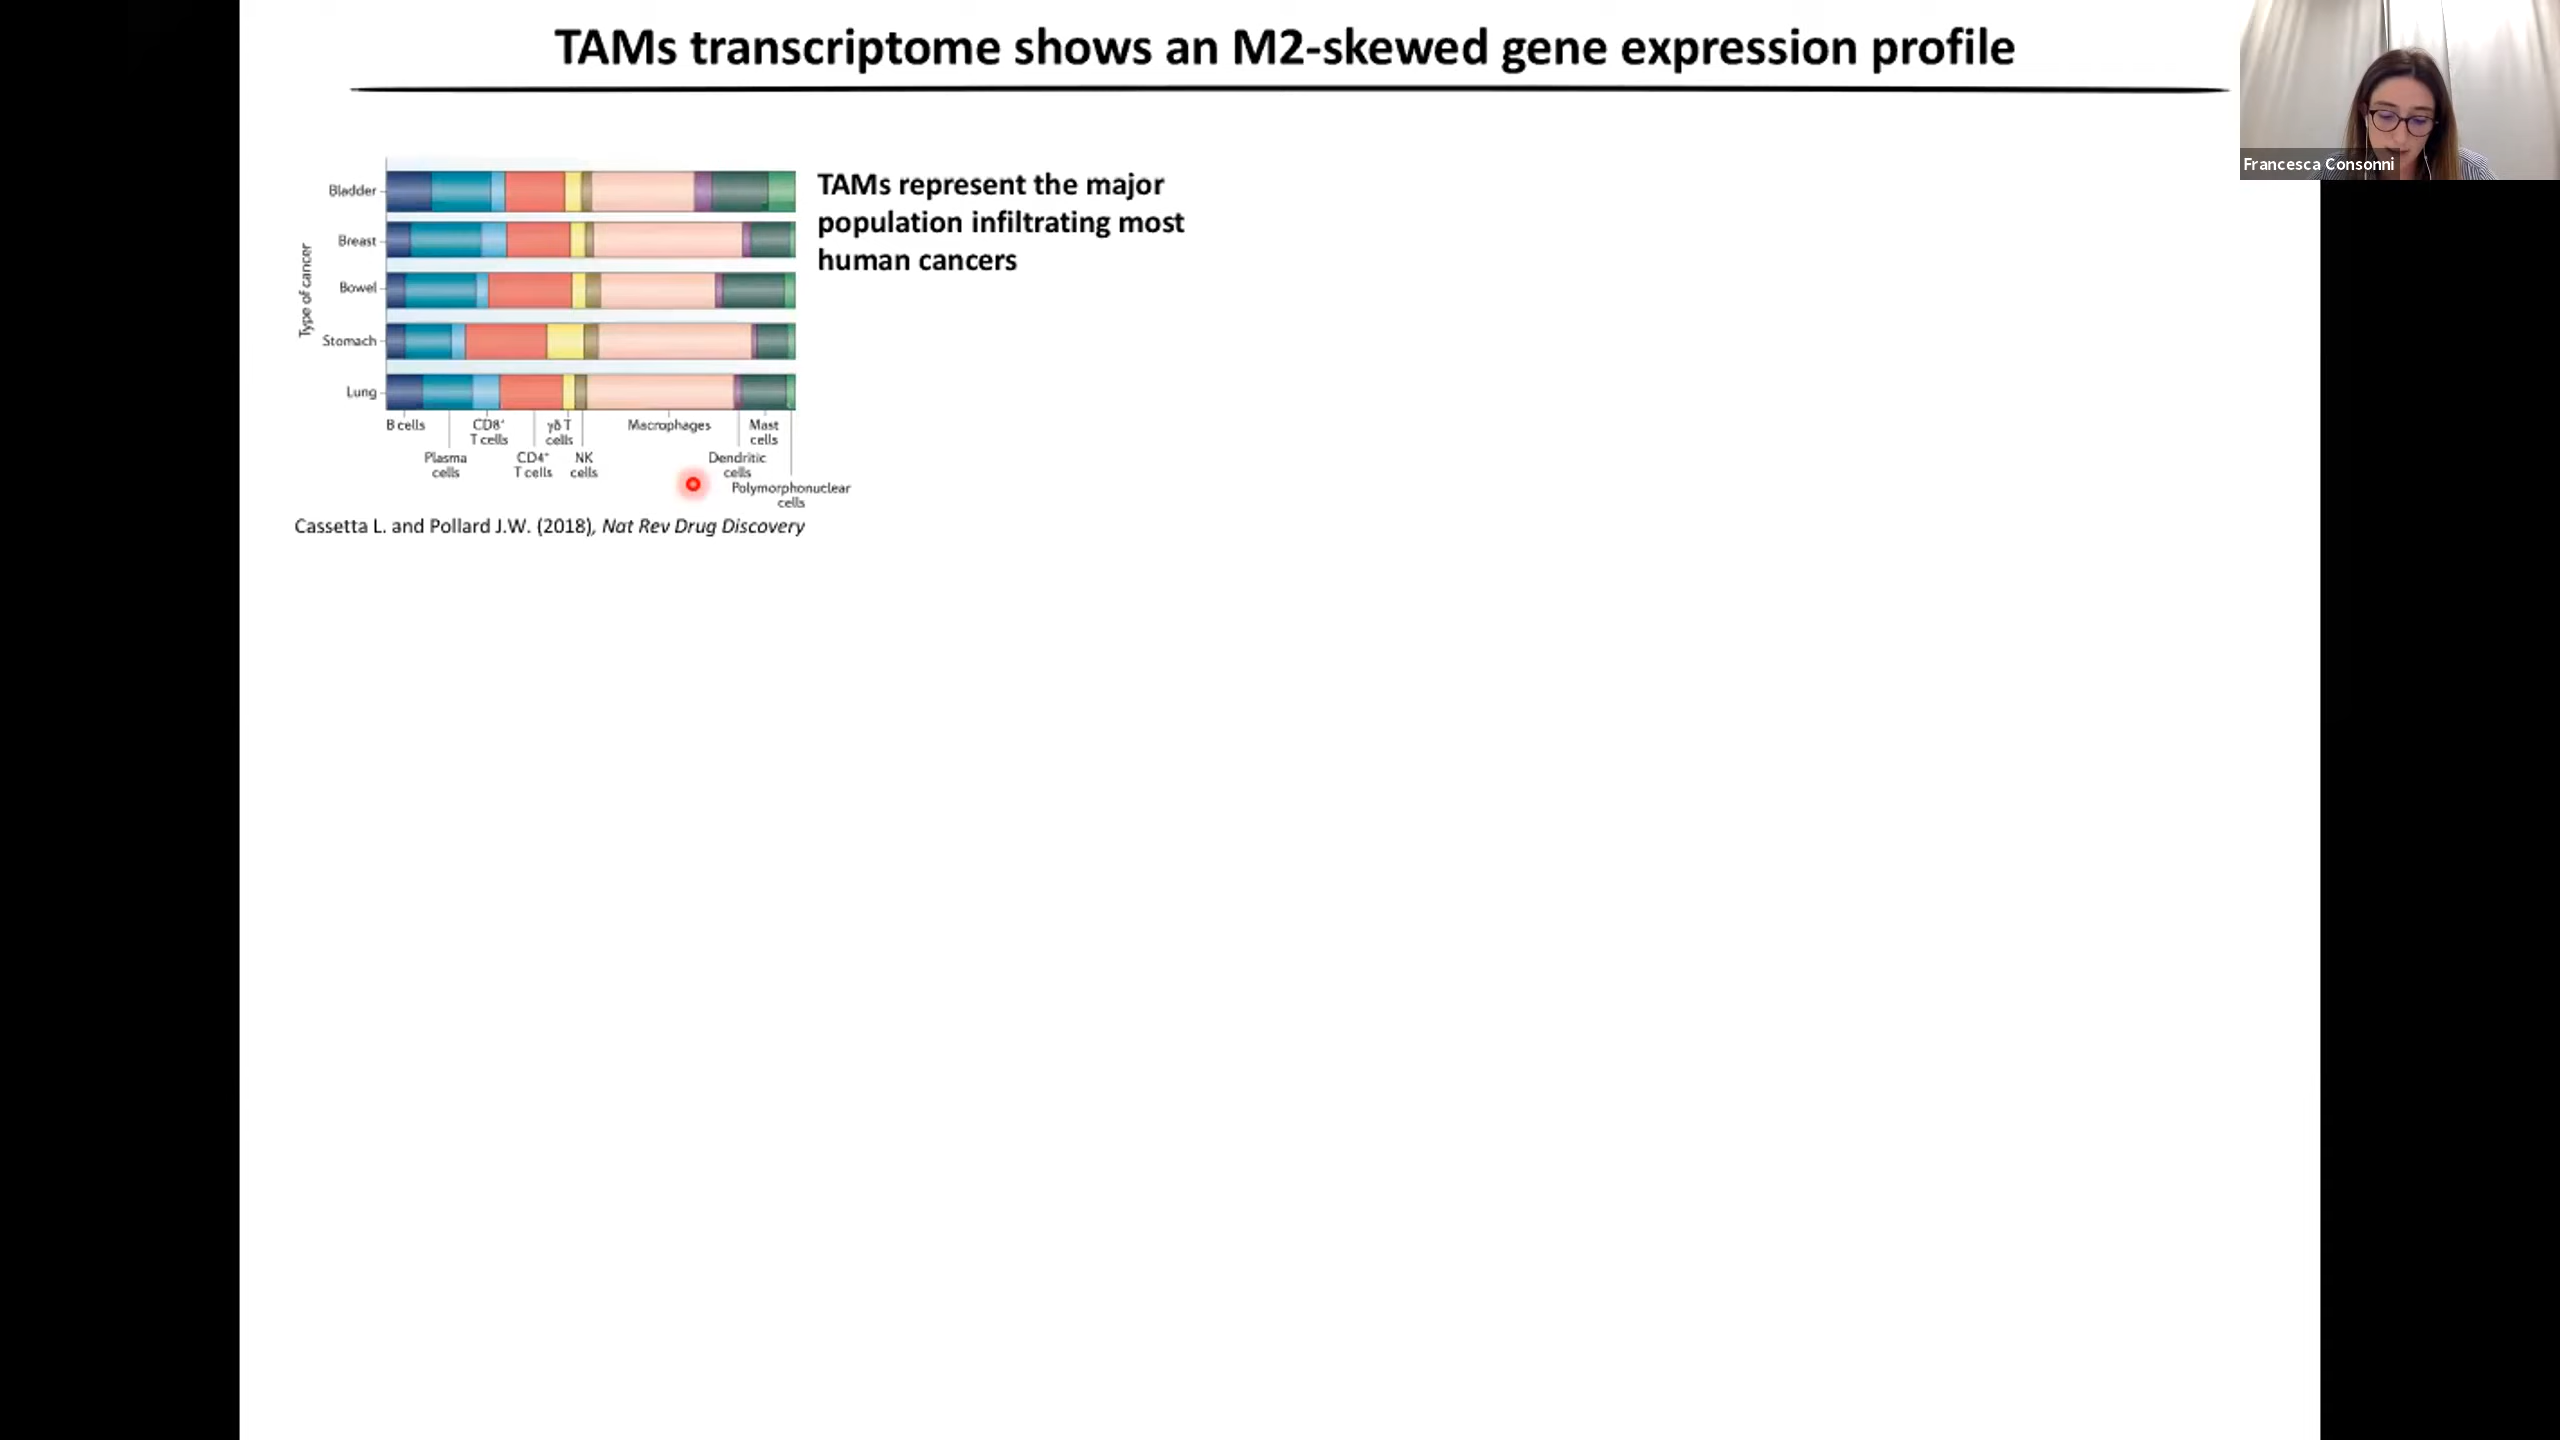 TAMs transcriptome shows an M2-skewed gene expression profile
Francesca Consonni
Type of cancer
Bladder
Breast
Bowel
Stomach
Lung
B cells
Plasma
cells
CD8⁺
T cells
CD4⁺
T cells
γδ T
cells
NK
cells
Macrophages
Dendritic
cells
Mast
cells
Polymorphonuclear
cells
TAMs represent the major
population infiltrating most
human cancers
Cassetta L. and Pollard J.W. (2018), Nat Rev Drug Discovery